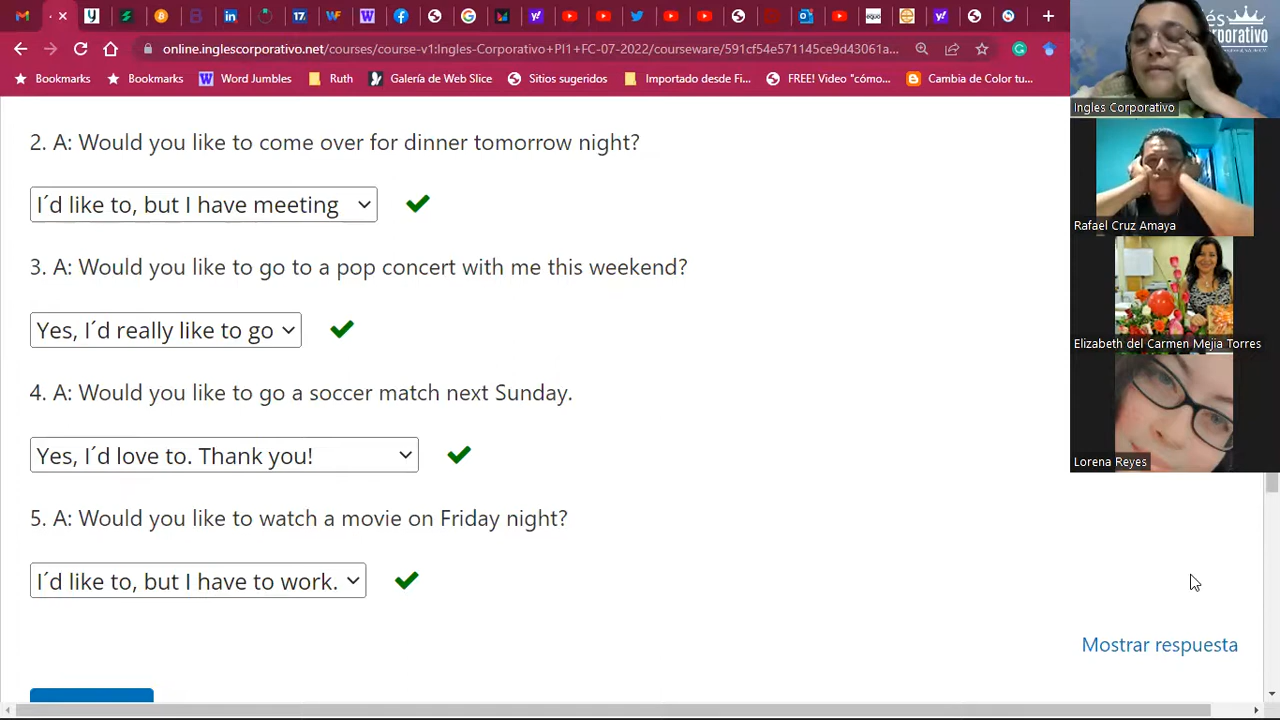 online.inglescorporativo.net/courses/course-v1:Ingles-Corporativo+PI1+FC-07-2022/courseware/591cf54e571145ce9d43061a...
Bookmarks
Bookmarks
Word Jumbles
Ruth
Galería de Web Slice
Sitios sugeridos
Importado desde Fi...
FREE! Video "cómo...
Cambia de Color tu...
2. A: Would you like to come over for dinner tomorrow night?
I´d like to, but I have meeting
3. A: Would you like to go to a pop concert with me this weekend?
Yes, I´d really like to go
4. A: Would you like to go a soccer match next Sunday.
Yes, I´d love to. Thank you!
5. A: Would you like to watch a movie on Friday night?
I´d like to, but I have to work.
Mostrar respuesta
Ingles Corporativo
Rafael Cruz Amaya
Elizabeth del Carmen Mejia Torres
Lorena Reyes